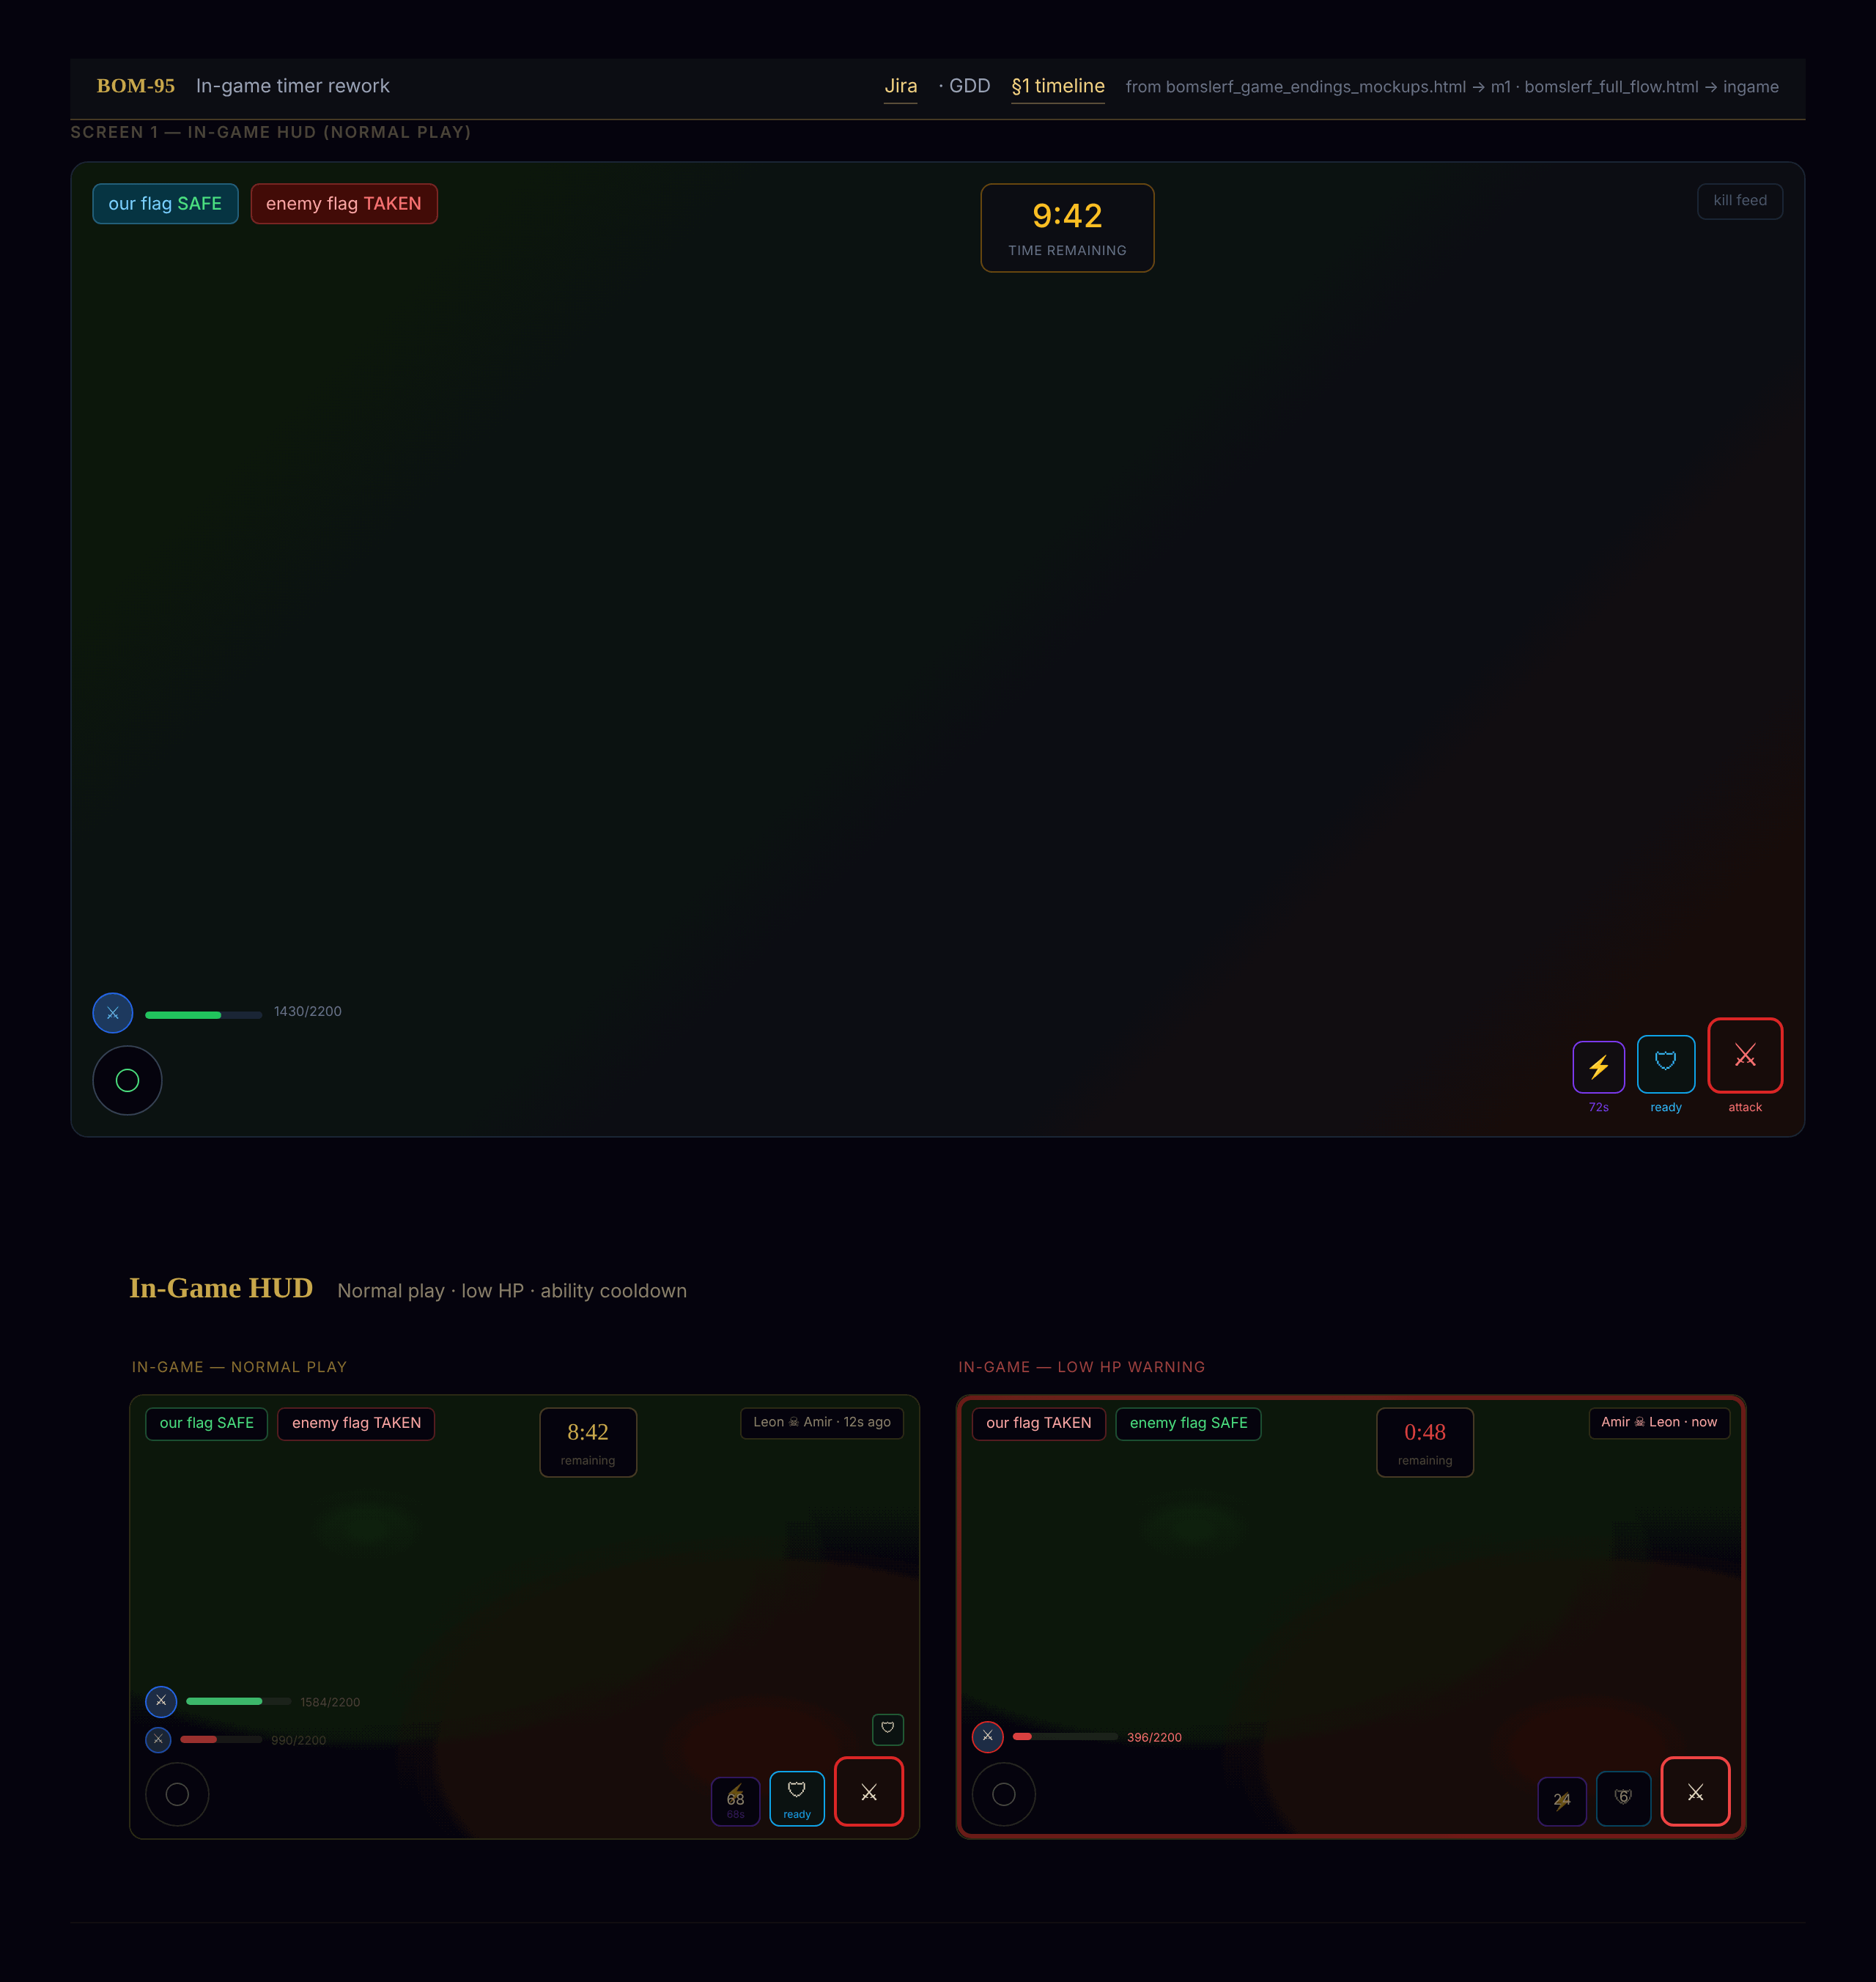 BOM-95 In-game timer rework Jira · GDD §1 timeline from bomslerf_game_endings_mockups.html → m1 · bomslerf_full_flow.html → ingame
SCREEN 1 — IN-GAME HUD (NORMAL PLAY)
our flag SAFE enemy flag TAKEN 9:42 kill feed
TIME REMAINING
1430/2200
72s ready attack
In-Game HUD Normal play · low HP · ability cooldown
IN-GAME — NORMAL PLAY
our flag SAFE enemy flag TAKEN 8:42 Leon ☠ Amir · 12s ago
remaining
1584/2200
990/2200
68
68s ready
IN-GAME — LOW HP WARNING
our flag TAKEN enemy flag SAFE 0:48 Amir ☠ Leon · now
remaining
396/2200
24 6